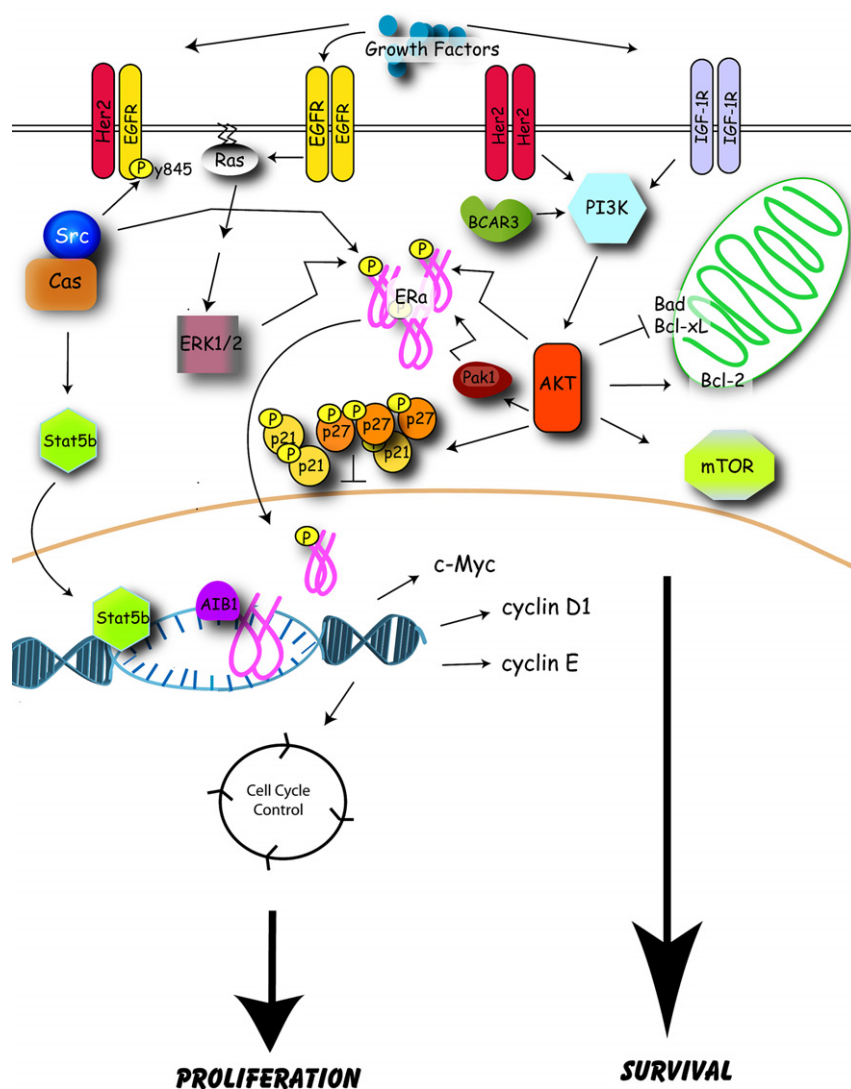 Growth Factors
Her2
EGFR
EGFR
EGFR
Her2
Her2
IGF-1R
IGF-1R
P
y845
Ras
Src
Cas
BCAR3
PI3K
P
P
ERa
P
Bad
Bcl-xL
ERK1/2
Pak1
AKT
Bcl-2
Stat5b
P
p21
P
p21
P
p27
P
p27
P
p27
P
p21
mTOR
P
c-Myc
Stat5b
AIB1
cyclin D1
cyclin E
Cell Cycle
Control
PROLIFERATION
SURVIVAL